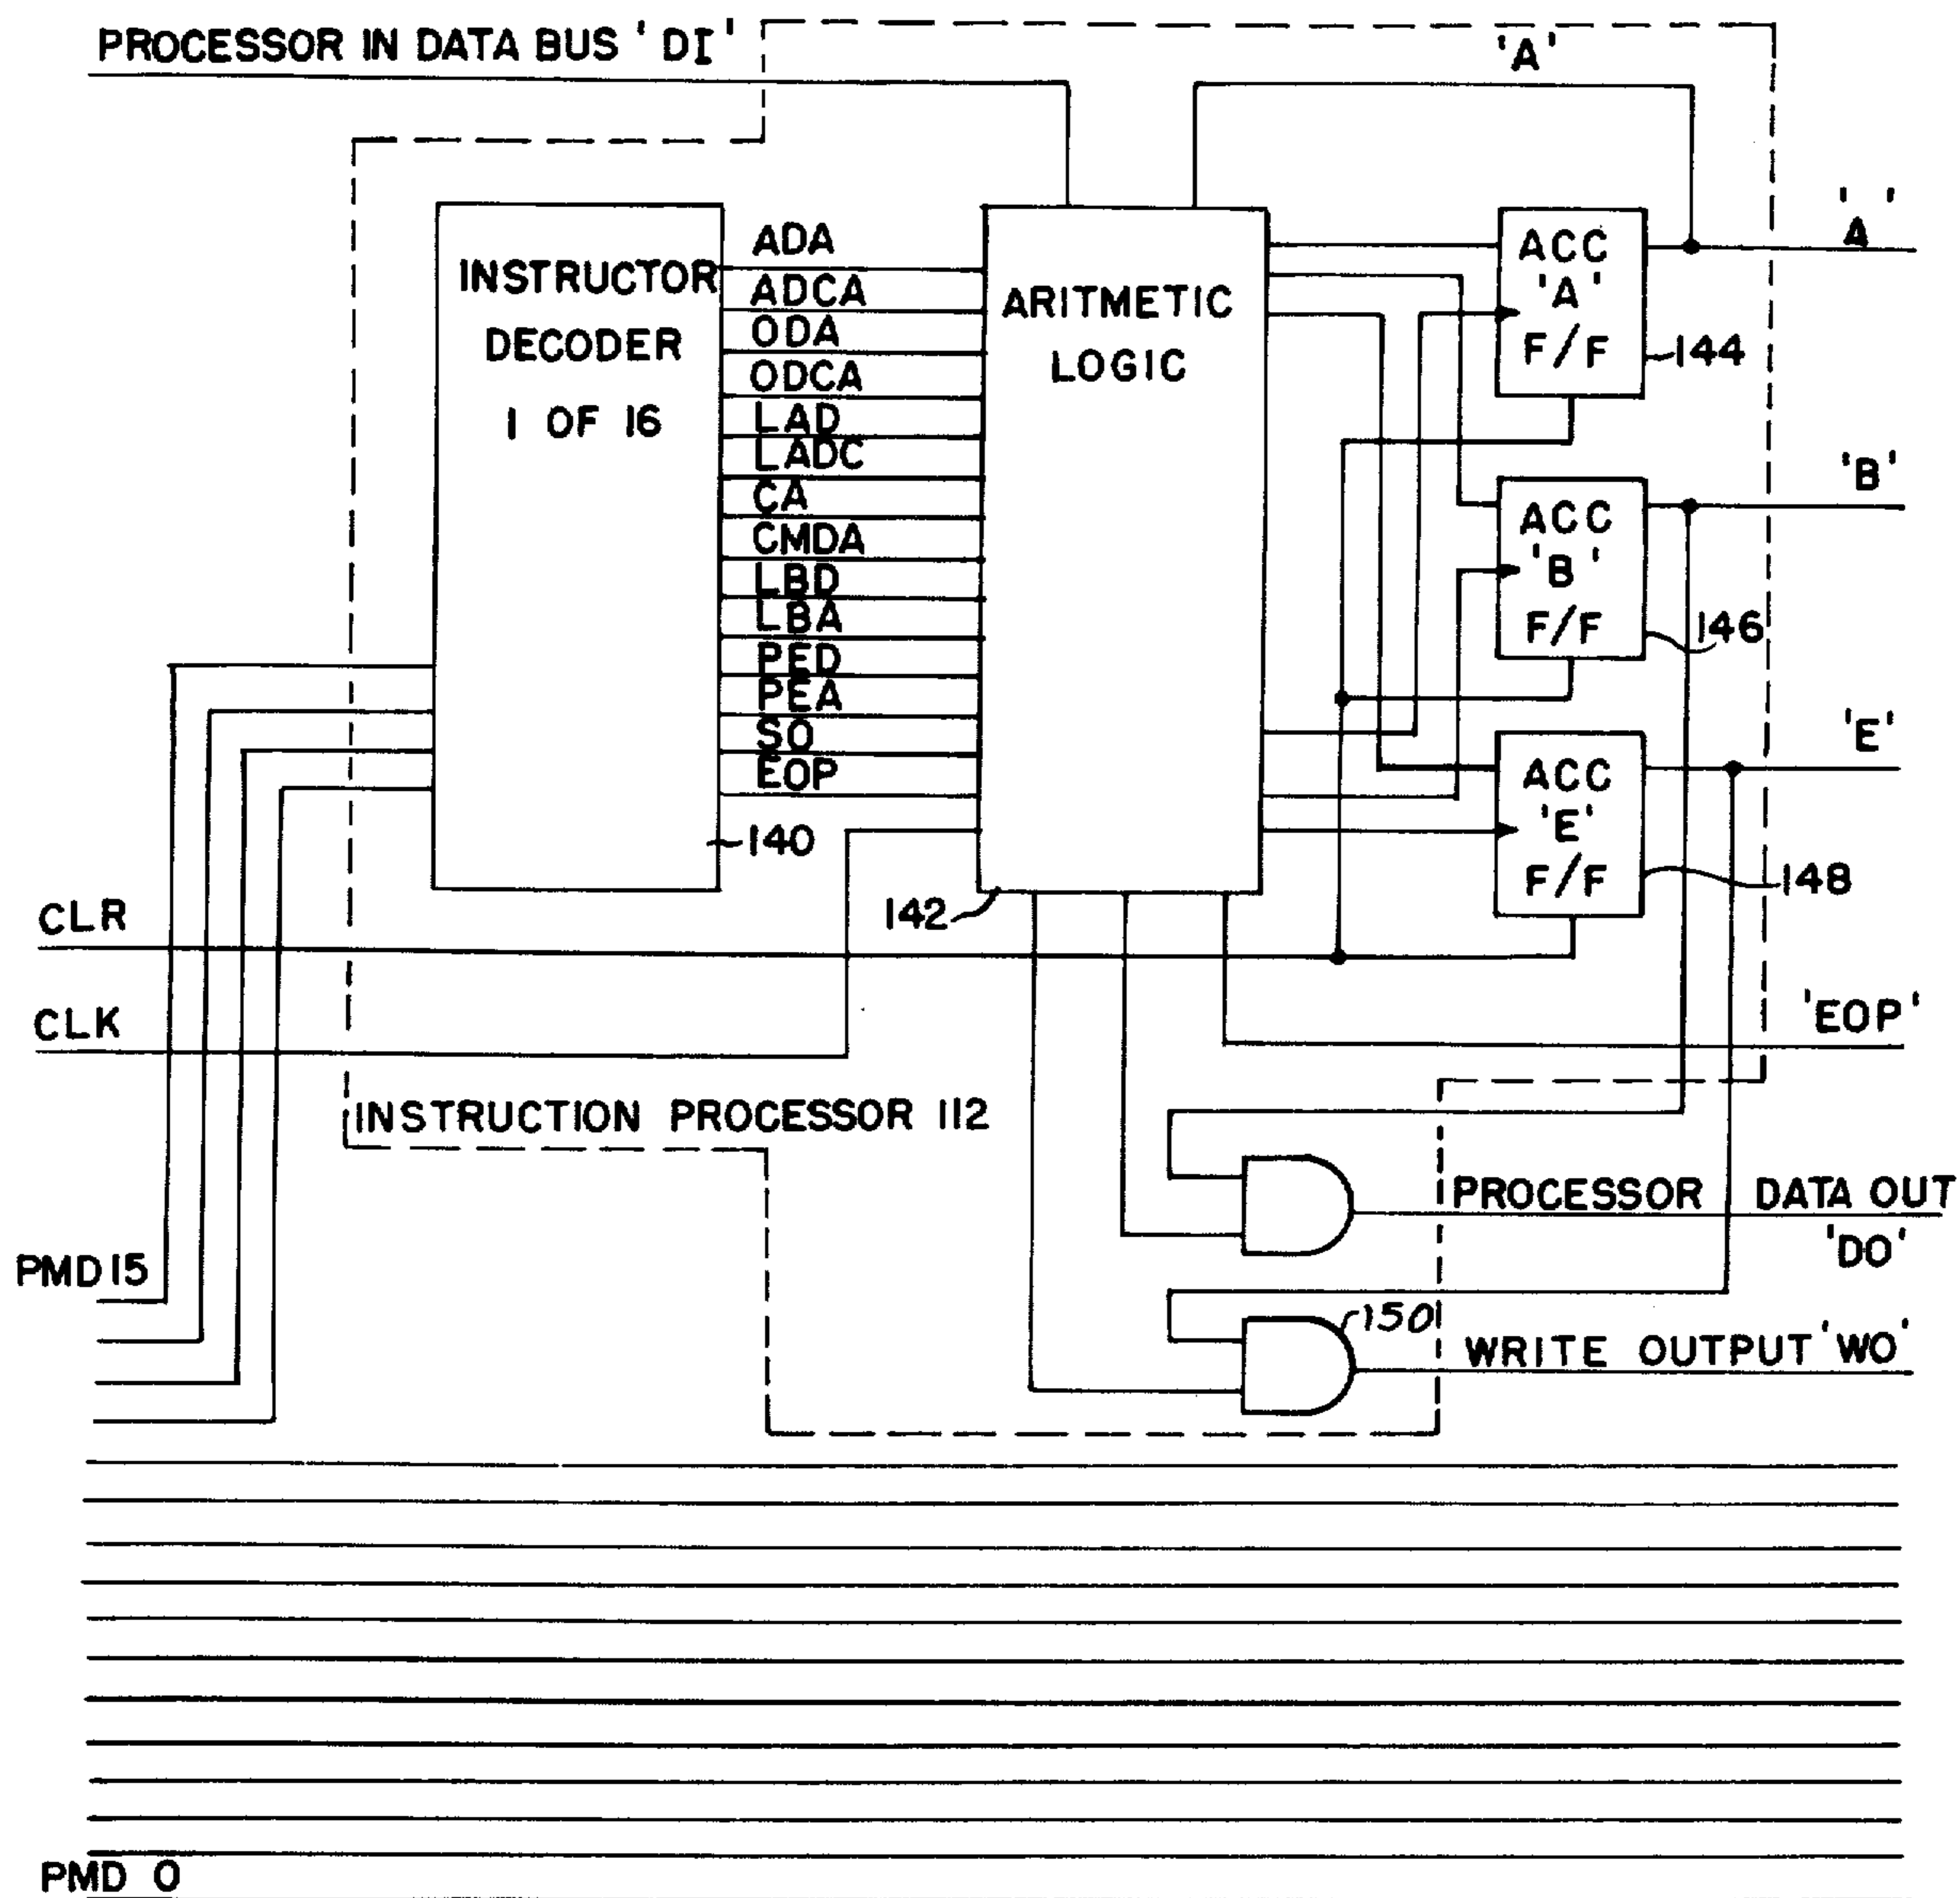 PROCESSOR IN DATA BUS 'DI'
'A'
'A'
INSTRUCTOR
DECODER
1 OF 16
140
ADA
ADCA
ODA
ODCA
LAD
LADC
CA
CMDA
LBD
LBA
PED
PEA
SO
EOP
ARITMETIC
LOGIC
142
ACC
'A'
F/F
144
'B'
ACC
'B'
F/F
146
'E'
ACC
'E'
F/F
148
CLR
CLK
'EOP'
INSTRUCTION PROCESSOR 112
PROCESSOR DATA OUT
'DO'
PMD15
150
WRITE OUTPUT 'WO'
PMD 0